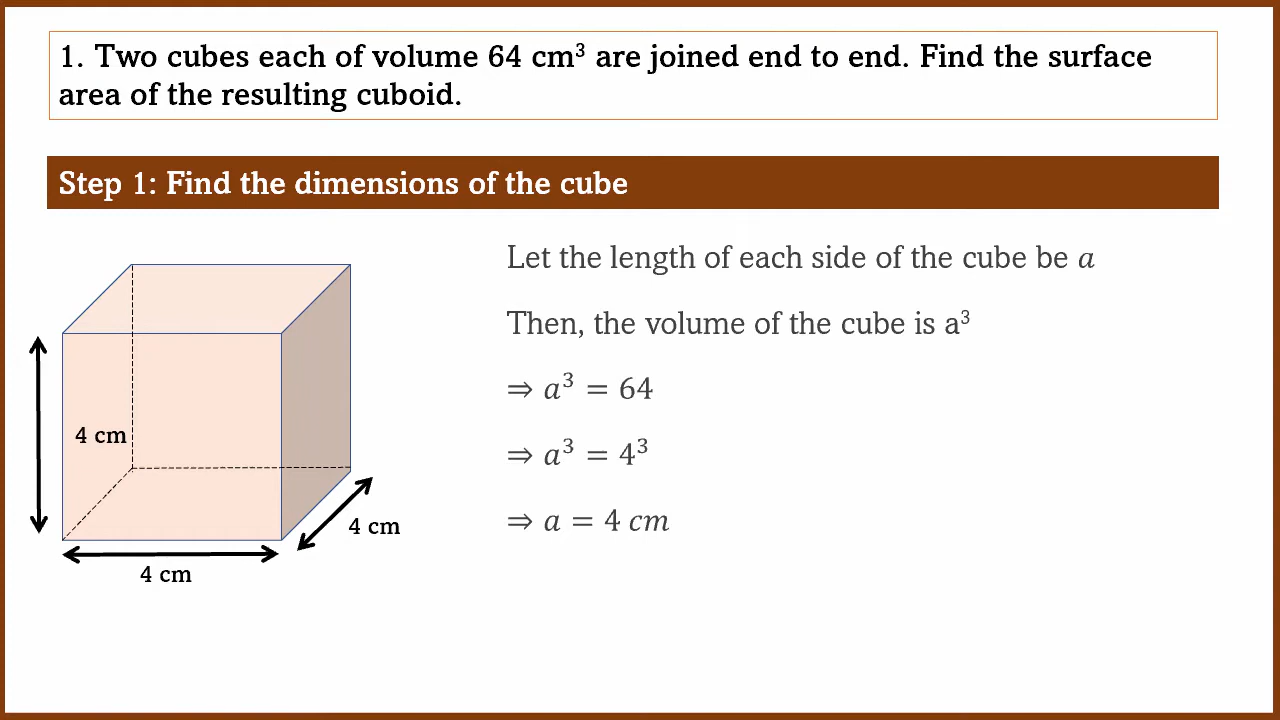 1. Two cubes each of volume 64 cm³ are joined end to end. Find the surface
area of the resulting cuboid.
Step 1: Find the dimensions of the cube
Let the length of each side of the cube be a
Then, the volume of the cube is a³
⇒ a³ = 64
⇒ a³ = 4³
⇒ a = 4 cm
4 cm
4 cm
4 cm